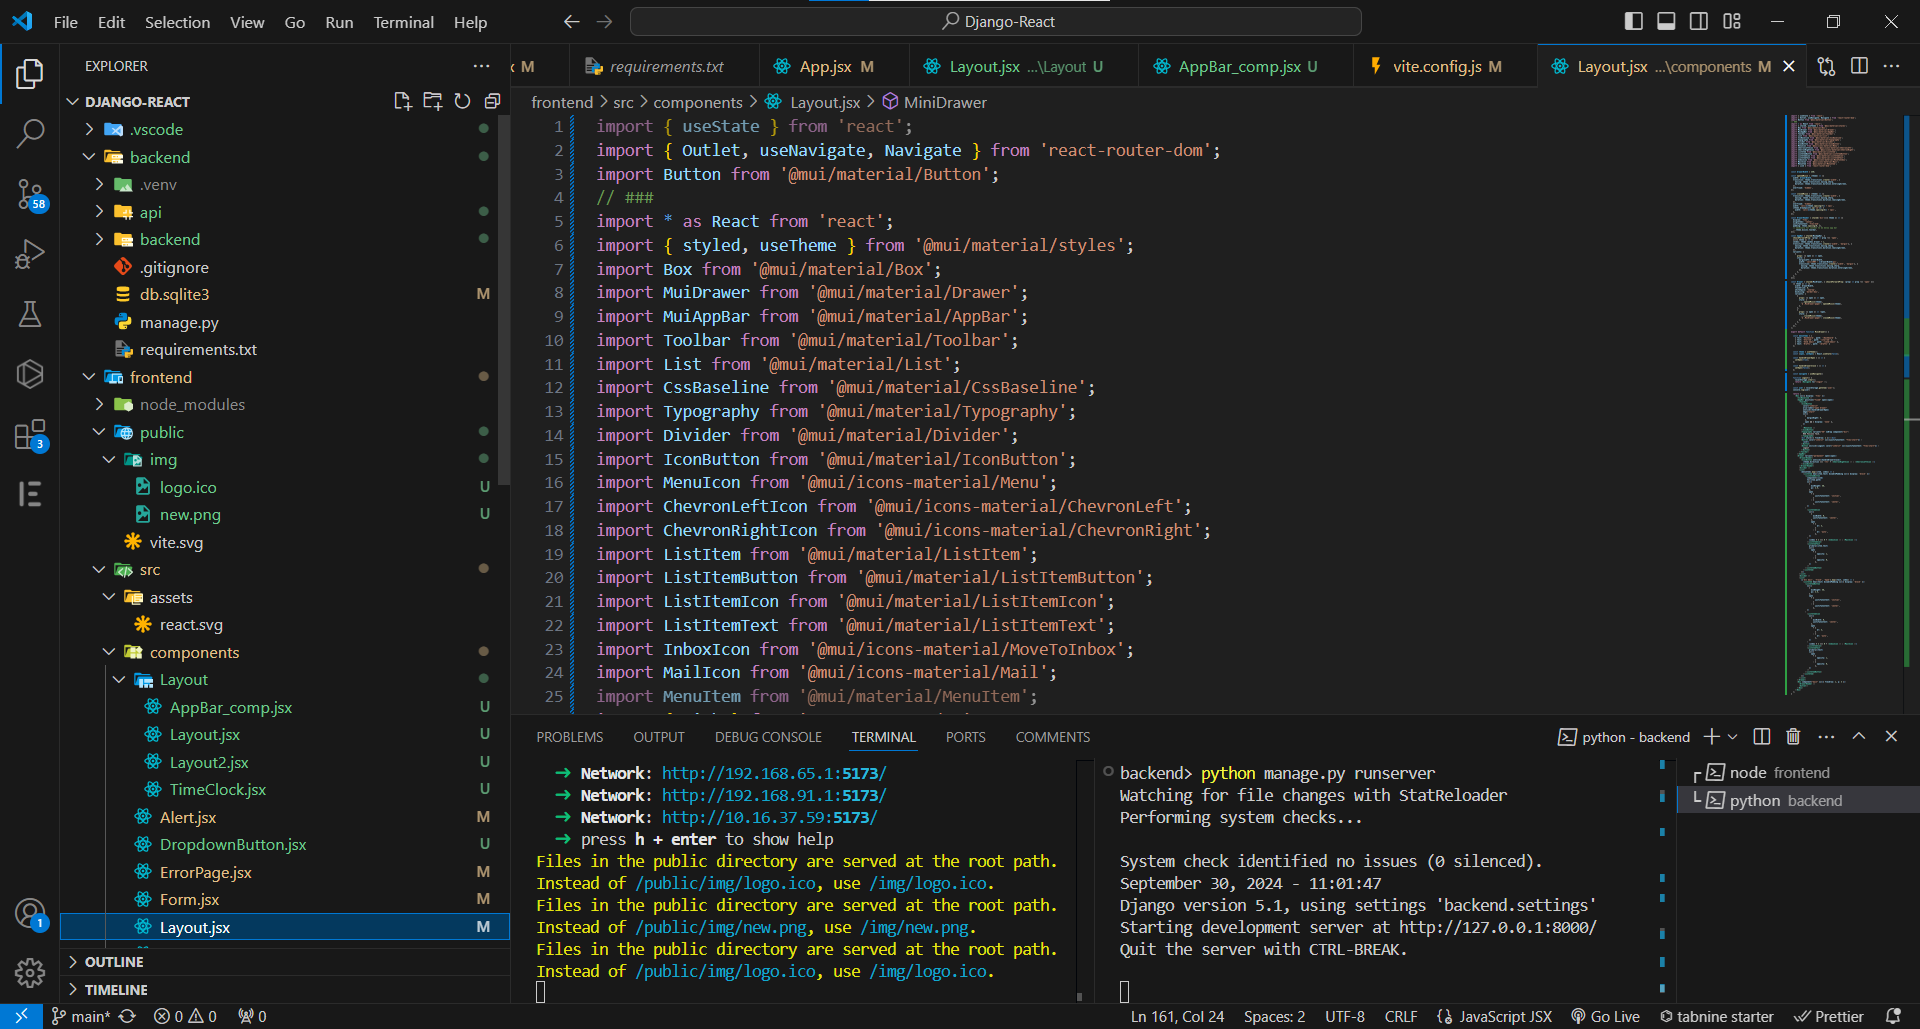 File Edit Selection View Go Run Terminal Help
Django-React
EXPLORER
DJANGO-REACT
.vscode
backend
.venv
api
backend
.gitignore
db.sqlite3 M
manage.py
requirements.txt
frontend
node_modules
public
img
logo.ico U
new.png U
vite.svg
src
assets
react.svg
components
Layout
AppBar_comp.jsx U
Layout.jsx U
Layout2.jsx U
TimeClock.jsx U
Alert.jsx M
DropdownButton.jsx U
ErrorPage.jsx M
Form.jsx M
Layout.jsx M
OUTLINE
TIMELINE
58
3
1
M requirements.txt App.jsx M Layout.jsx ...\Layout U AppBar_comp.jsx U vite.config.js M Layout.jsx ...\components M
frontend > src > components > Layout.jsx > MiniDrawer
1 import { useState } from 'react';
2 import { Outlet, useNavigate, Navigate } from 'react-router-dom';
3 import Button from '@mui/material/Button';
4 // ###
5 import * as React from 'react';
6 import { styled, useTheme } from '@mui/material/styles';
7 import Box from '@mui/material/Box';
8 import MuiDrawer from '@mui/material/Drawer';
9 import MuiAppBar from '@mui/material/AppBar';
10 import Toolbar from '@mui/material/Toolbar';
11 import List from '@mui/material/List';
12 import CssBaseline from '@mui/material/CssBaseline';
13 import Typography from '@mui/material/Typography';
14 import Divider from '@mui/material/Divider';
15 import IconButton from '@mui/material/IconButton';
16 import MenuIcon from '@mui/icons-material/Menu';
17 import ChevronLeftIcon from '@mui/icons-material/ChevronLeft';
18 import ChevronRightIcon from '@mui/icons-material/ChevronRight';
19 import ListItem from '@mui/material/ListItem';
20 import ListItemButton from '@mui/material/ListItemButton';
21 import ListItemIcon from '@mui/material/ListItemIcon';
22 import ListItemText from '@mui/material/ListItemText';
23 import InboxIcon from '@mui/icons-material/MoveToInbox';
24 import MailIcon from '@mui/icons-material/Mail';
25 import MenuItem from '@mui/material/MenuItem';
PROBLEMS OUTPUT DEBUG CONSOLE TERMINAL PORTS COMMENTS
python - backend
➜ Network: http://192.168.65.1:5173/
➜ Network: http://192.168.91.1:5173/
➜ Network: http://10.16.37.59:5173/
➜ press h + enter to show help
Files in the public directory are served at the root path.
Instead of /public/img/logo.ico, use /img/logo.ico.
Files in the public directory are served at the root path.
Instead of /public/img/new.png, use /img/new.png.
Files in the public directory are served at the root path.
Instead of /public/img/logo.ico, use /img/logo.ico.
backend> python manage.py runserver
Watching for file changes with StatReloader
Performing system checks...
System check identified no issues (0 silenced).
September 30, 2024 - 11:01:47
Django version 5.1, using settings 'backend.settings'
Starting development server at http://127.0.0.1:8000/
Quit the server with CTRL-BREAK.
node frontend
python backend
main* 0 0 0
Ln 161, Col 24 Spaces: 2 UTF-8 CRLF JavaScript JSX Go Live tabnine starter Prettier